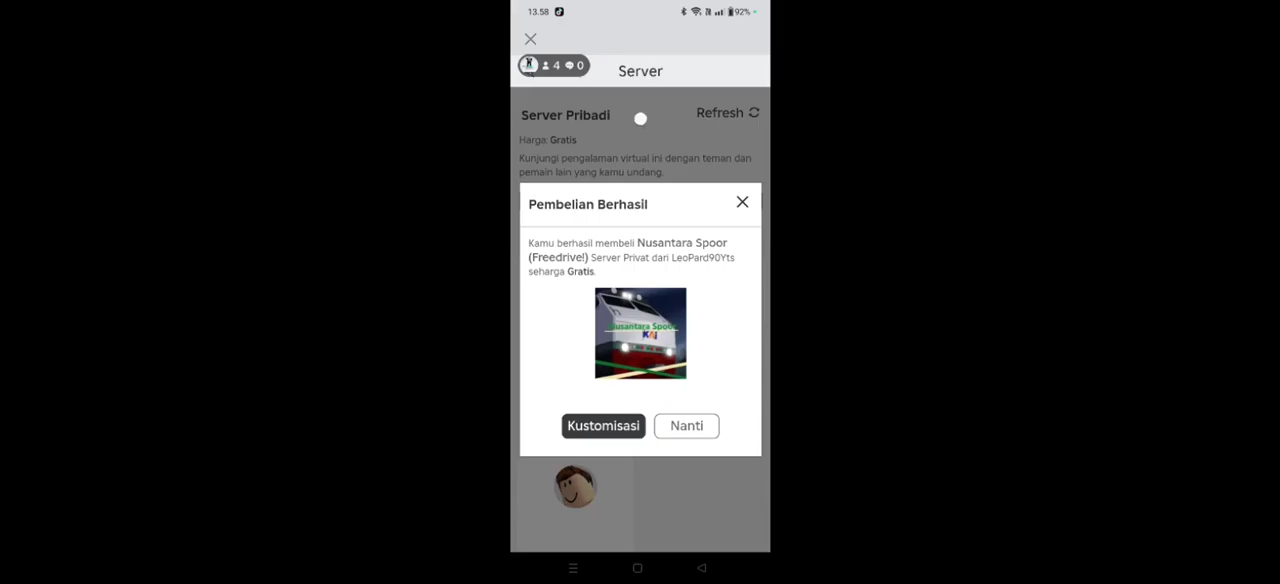 13.58
92%
4 0
Server
Server Pribadi
Refresh
Harga: Gratis
Kunjungi pengalaman virtual ini dengan teman dan
pemain lain yang kamu undang.
Pembelian Berhasil
Kamu berhasil membeli Nusantara Spoor
(Freedrive!) Server Privat dari LeoPard90Yts
seharga Gratis.
Nusantara Spoor
KAI
Kustomisasi
Nanti